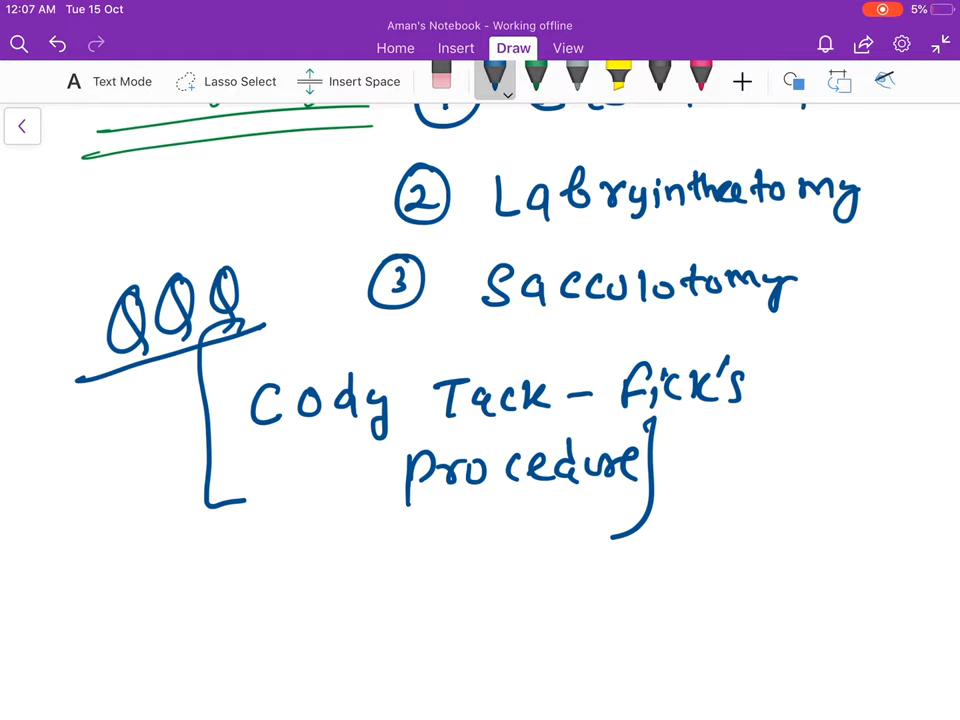 12:07 AM Tue 15 Oct 5%
Aman's Notebook - Working offline
Home Insert Draw View
A Text Mode Lasso Select Insert Space
2 Labryinthectomy
3 Sacculotomy
QQQ
Cody Tack - Fick's
procedure